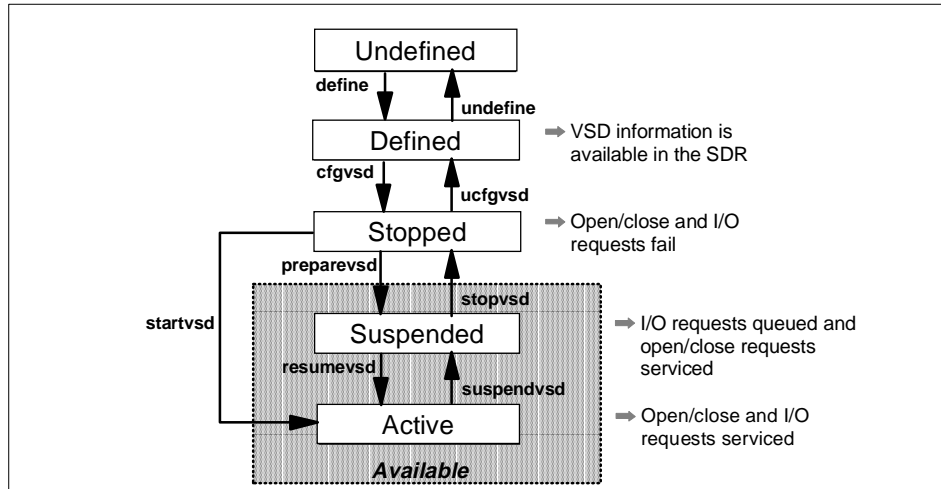 Undefined
define
undefine
Defined
VSD information is
available in the SDR
cfgvsd
ucfgvsd
Stopped
Open/close and I/O
requests fail
preparevsd
stopvsd
startvsd
Suspended
I/O requests queued and
open/close requests
serviced
resumevsd
suspendvsd
Active
Open/close and I/O
requests serviced
Available